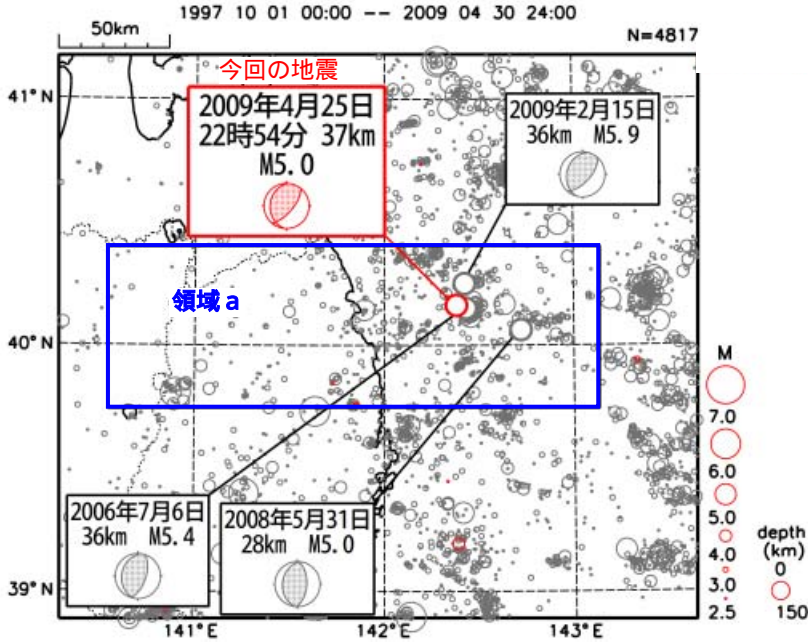 1997 10 01 00:00 -- 2009 04 30 24:00
50km
N=4817
今回の地震
41°N
2009年4月25日
22時54分 37km
M5.0
2009年2月15日
36km M5.9
領域a
40°N
M
7.0
6.0
5.0
4.0
3.0
2.5
depth
(km)
0
150
2006年7月6日
36km M5.4
2008年5月31日
28km M5.0
39°N
141°E
142°E
143°E